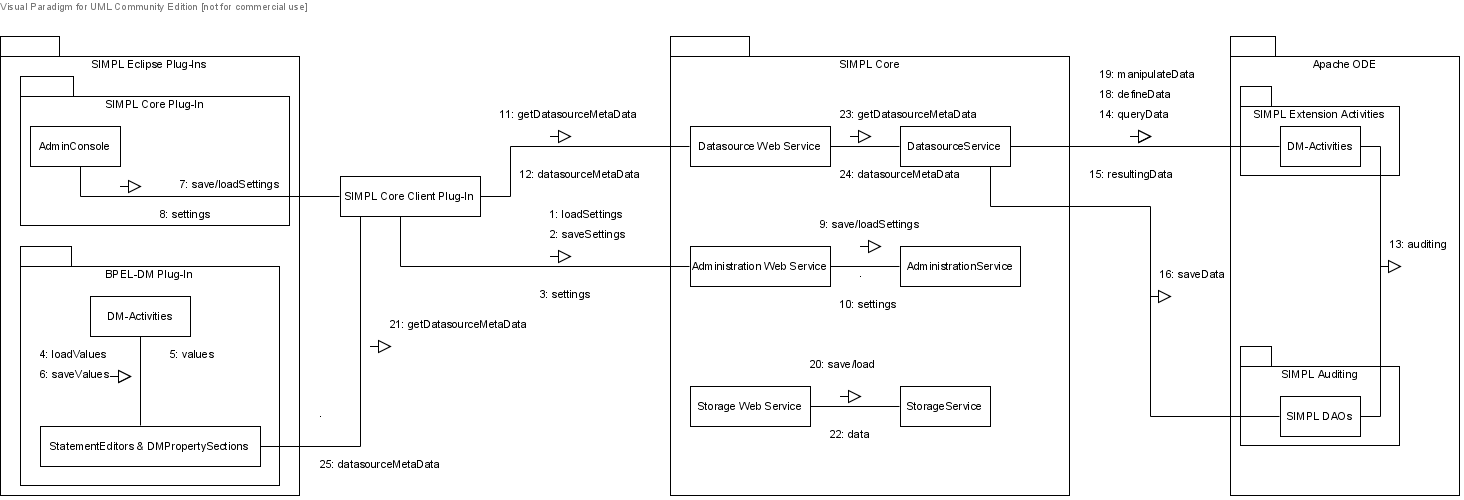 Visual Paradigm for UML Community Edition [not for commercial use]
SIMPL Eclipse Plug-Ins
SIMPL Core Plug-In
AdminConsole
7: save/loadSettings
8: settings
BPEL-DM Plug-In
DM-Activities
4: loadValues
5: values
6: saveValues
StatementEditors & DMPropertySections
SIMPL Core Client Plug-In
11: getDatasourceMetaData
12: datasourceMetaData
1: loadSettings
2: saveSettings
3: settings
21: getDatasourceMetaData
25: datasourceMetaData
SIMPL Core
Datasource Web Service
23: getDatasourceMetaData
24: datasourceMetaData
DatasourceService
Administration Web Service
9: save/loadSettings
10: settings
AdministrationService
Storage Web Service
20: save/load
22: data
StorageService
19: manipulateData
18: defineData
14: queryData
15: resultingData
16: saveData
Apache ODE
SIMPL Extension Activities
DM-Activities
13: auditing
SIMPL Auditing
SIMPL DAOs